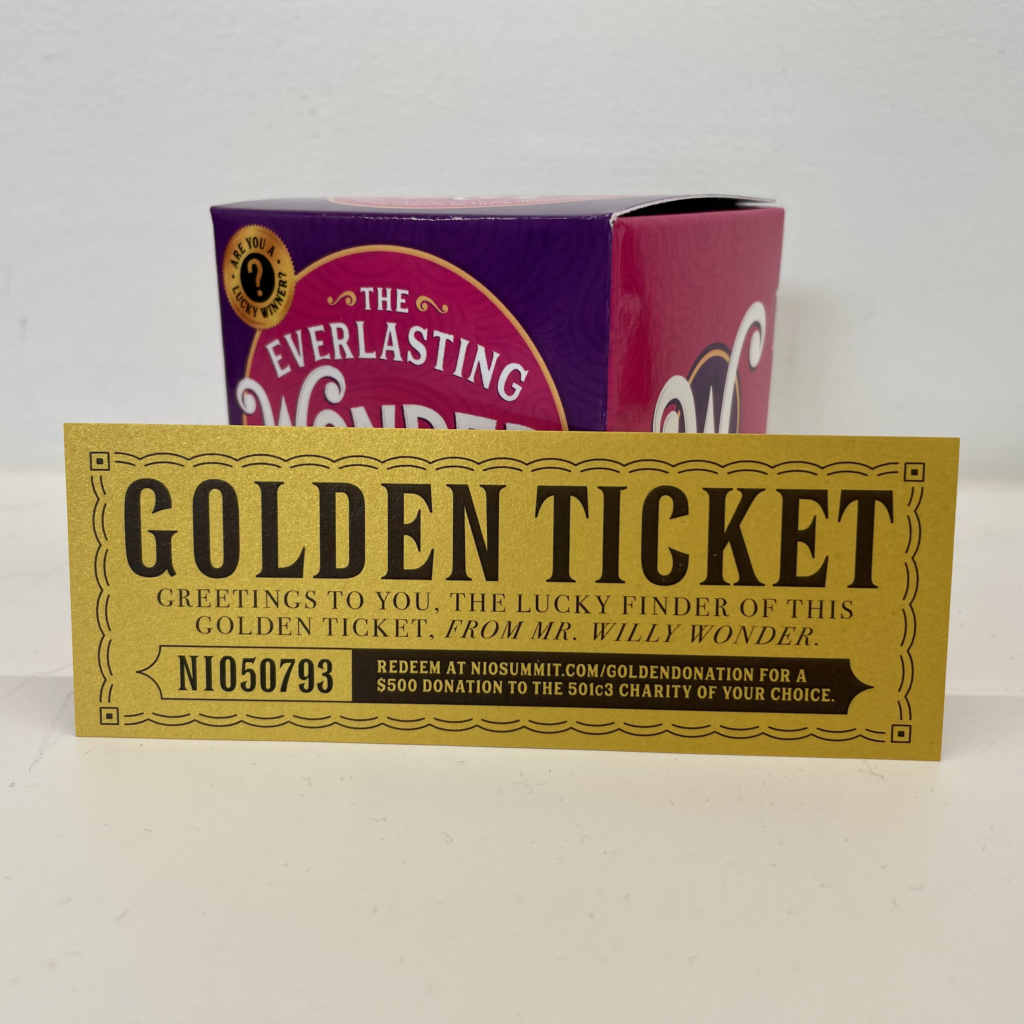 ARE YOU A
?
LUCKY WINNER?
THE
EVERLASTING
WONDER
W
GOLDEN TICKET
GREETINGS TO YOU, THE LUCKY FINDER OF THIS
GOLDEN TICKET, FROM MR. WILLY WONDER.
NI050793
REDEEM AT NIOSUMMIT.COM/GOLDENDONATION FOR A
$500 DONATION TO THE 501c3 CHARITY OF YOUR CHOICE.